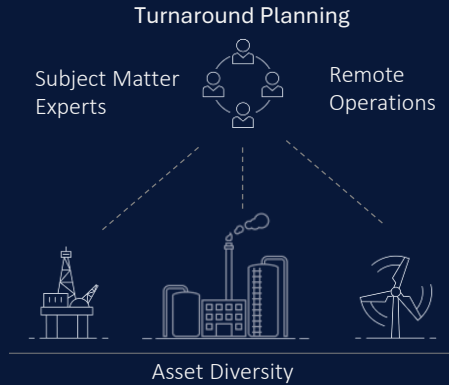 Turnaround Planning
Subject Matter
Experts
Remote
Operations
Asset Diversity